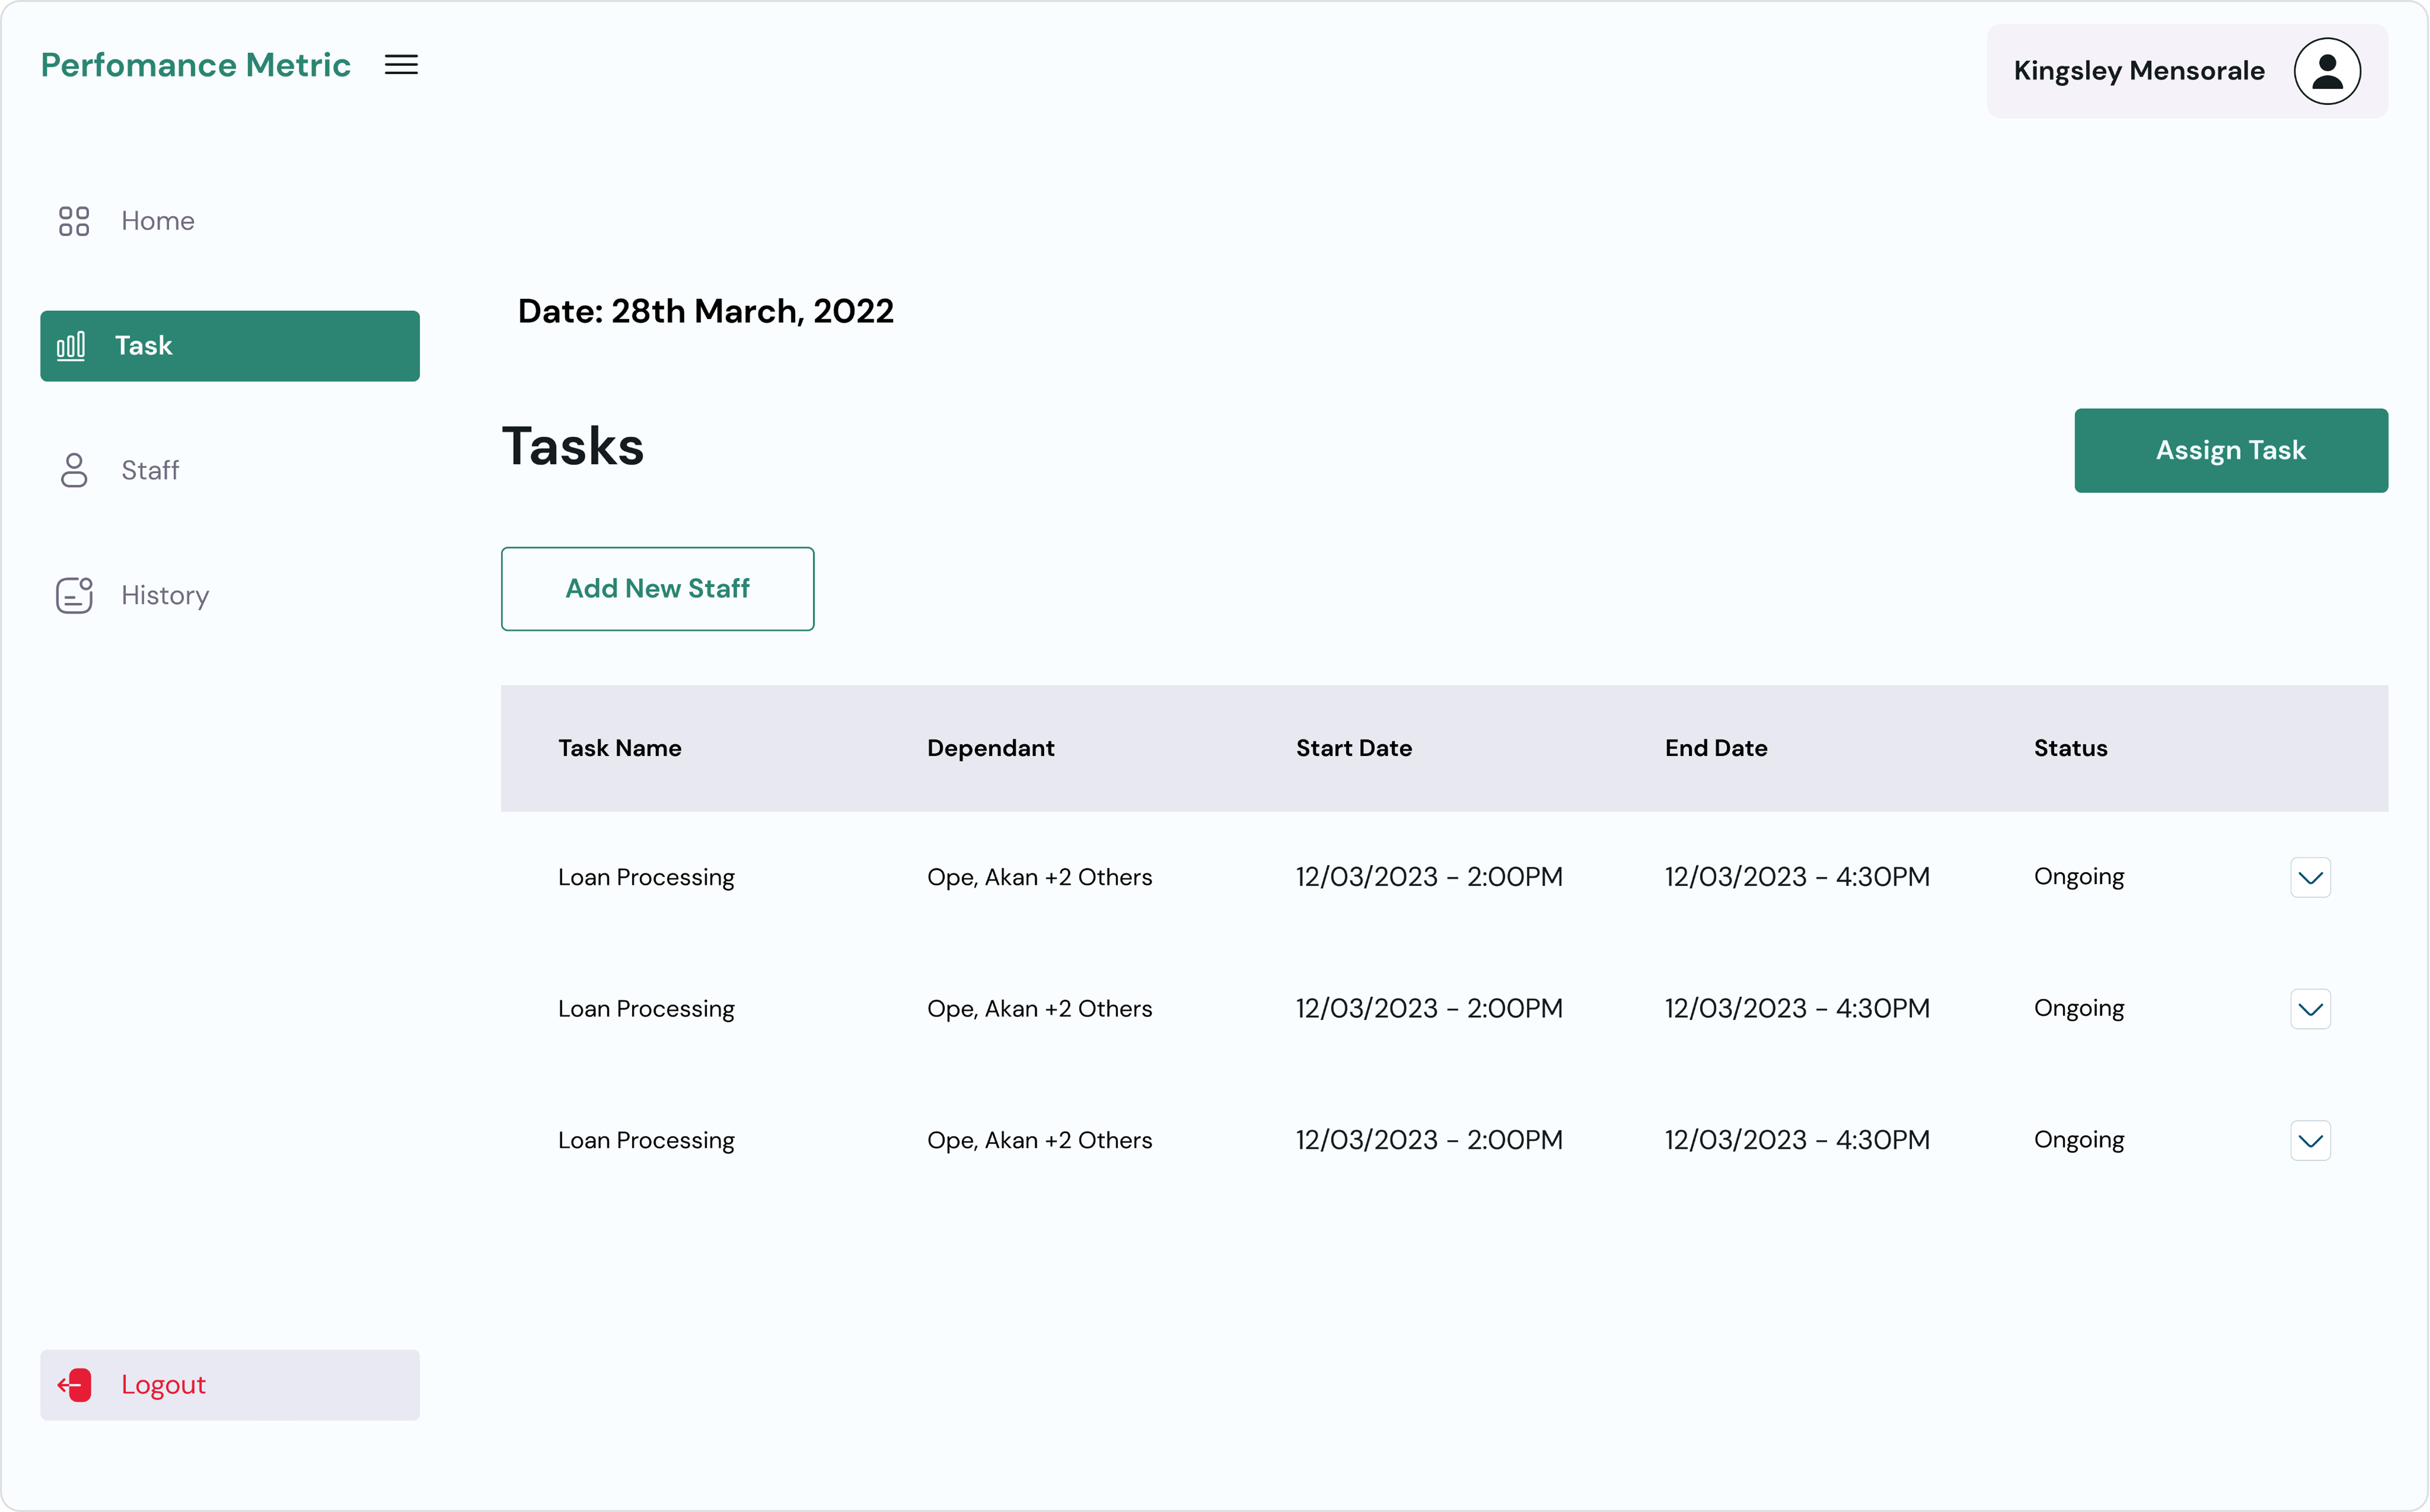 Perfomance Metric
Kingsley Mensorale
Home
Task
Staff
History
Logout
Date: 28th March, 2022
Tasks
Assign Task
Add New Staff
Task Name Dependant Start Date End Date Status
Loan Processing Ope, Akan +2 Others 12/03/2023 - 2:00PM 12/03/2023 - 4:30PM Ongoing
Loan Processing Ope, Akan +2 Others 12/03/2023 - 2:00PM 12/03/2023 - 4:30PM Ongoing
Loan Processing Ope, Akan +2 Others 12/03/2023 - 2:00PM 12/03/2023 - 4:30PM Ongoing